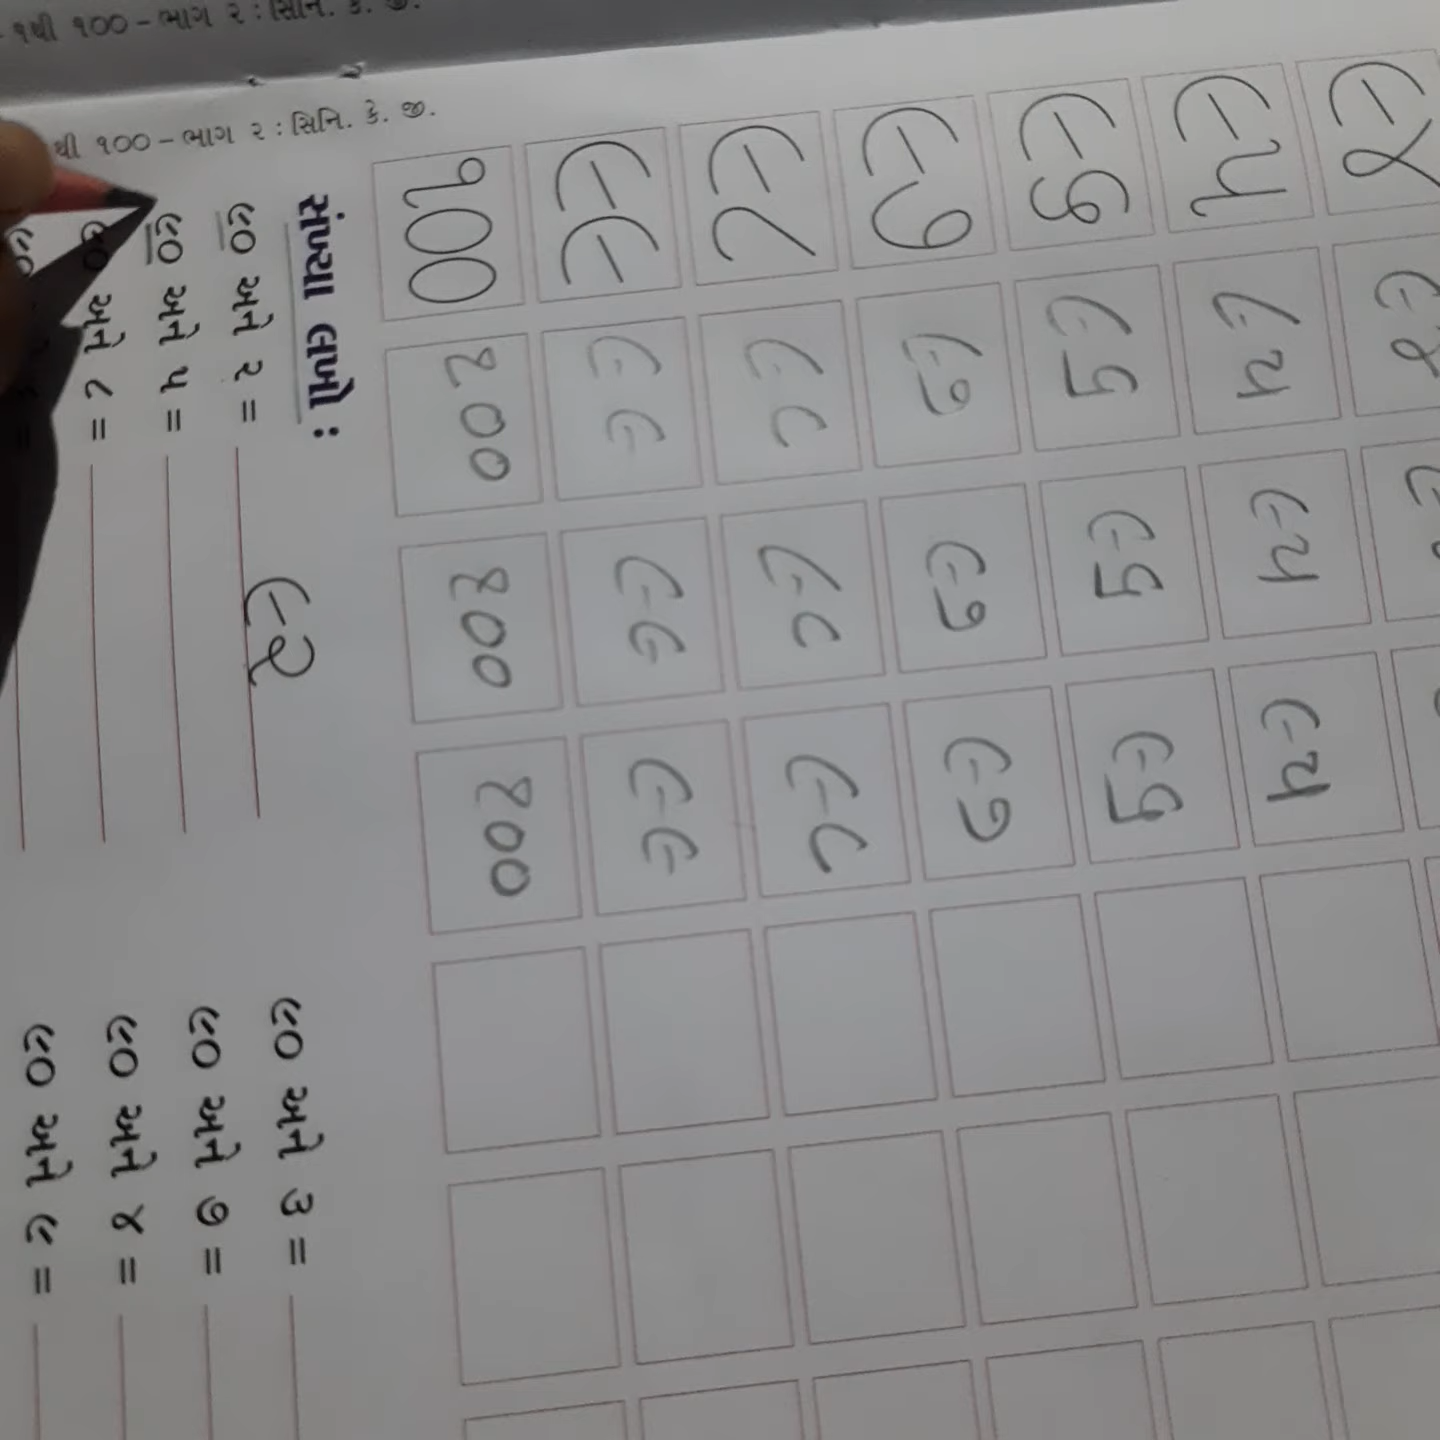 ૧થી ૧૦૦ – ભાગ ૨ : સિનિ. કે. જી.
થી ૧૦૦ – ભાગ ૨ : સિનિ. કે. જી.
૯૪ ૯૪
૯૫ ૯૫ ૯૫ ૯૫
૯૬ ૯૬ ૯૬ ૯૬
૯૭ ૯૭ ૯૭ ૯૭
૯૮ ૯૮ ૯૮ ૯૮
૯૯ ૯૯ ૯૯ ૯૯
૧૦૦ ૧૦૦ ૧૦૦ ૧૦૦
સંખ્યા લખો :
૯૦ અને ૨ = ૯૨ ૯૦ અને ૩ =
૯૦ અને ૫ = ૯૦ અને ૭ =
૯૦ અને ૮ = ૯૦ અને ૪ =
૯૦ અને ૯ =